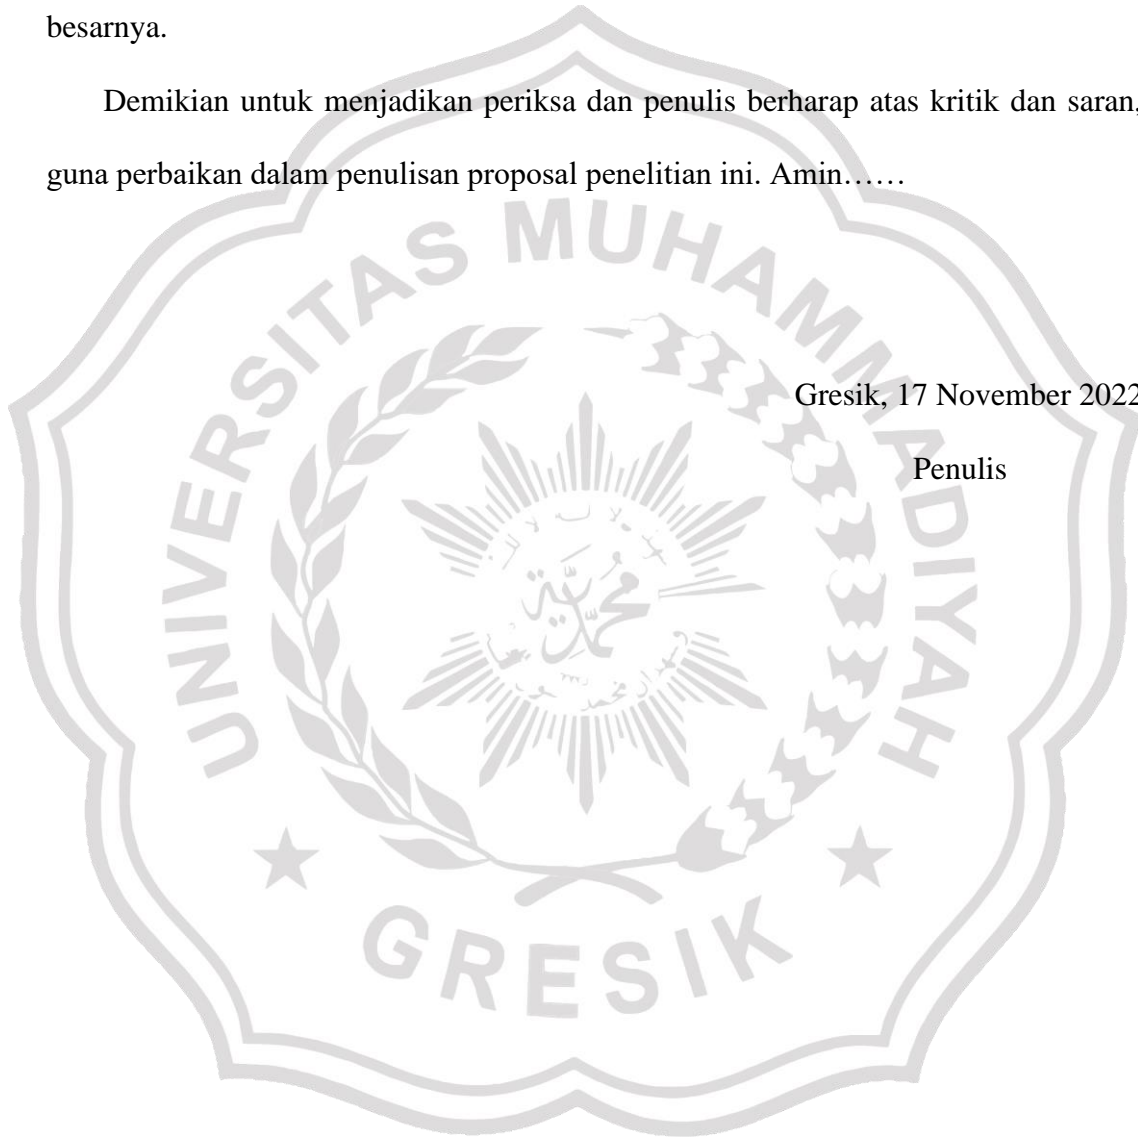 besarnya.
Demikian untuk menjadikan periksa dan penulis berharap atas kritik dan saran,
guna perbaikan dalam penulisan proposal penelitian ini. Amin……
UNIVERSITAS MUHAMMADIYAH
Gresik, 17 November 2022
Penulis
GRESIK